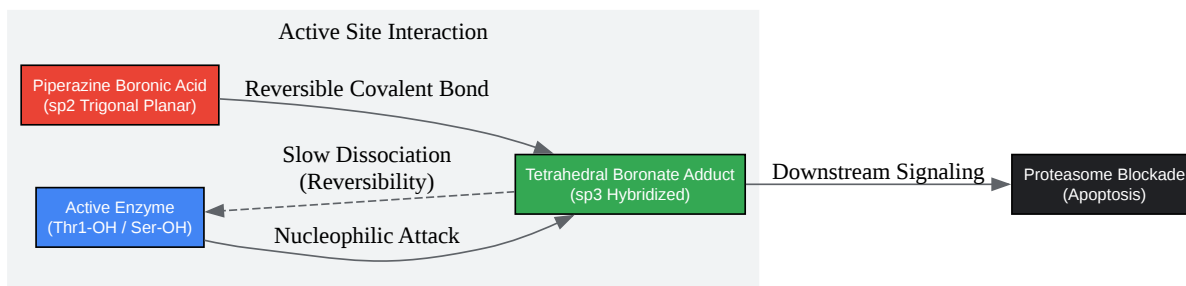 Active Site Interaction
Piperazine Boronic Acid
(sp2 Trigonal Planar)
Reversible Covalent Bond
Slow Dissociation
(Reversibility)
Tetrahedral Boronate Adduct
(sp3 Hybridized)
Downstream Signaling
Proteasome Blockade
(Apoptosis)
Active Enzyme
(Thr1-OH / Ser-OH)
Nucleophilic Attack